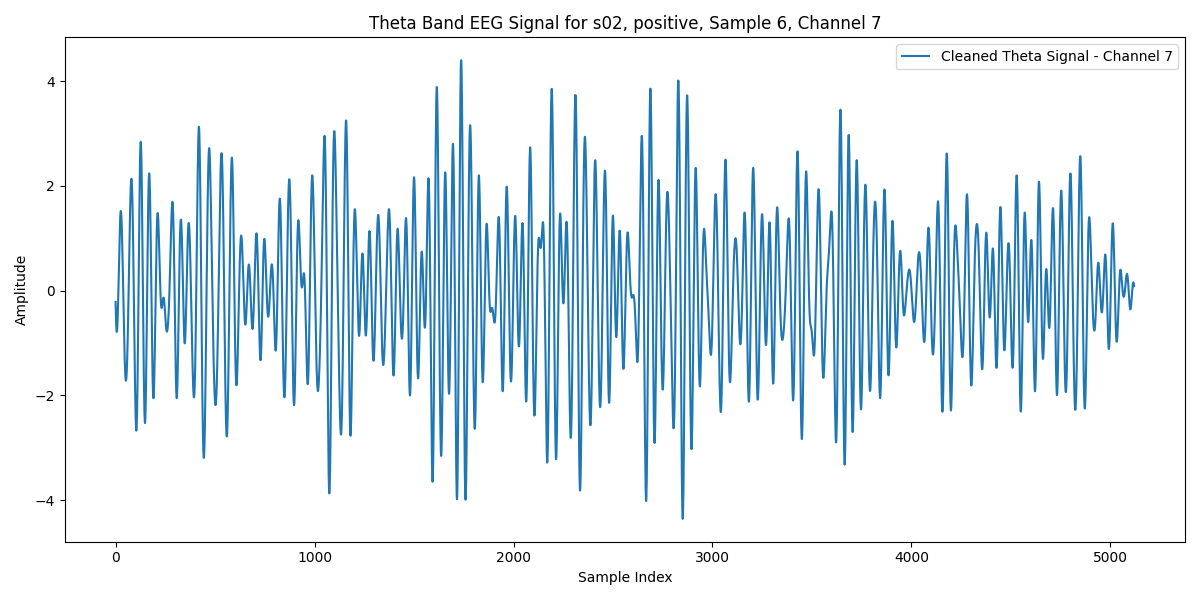 Theta Band EEG Signal for s02, positive, Sample 6, Channel 7
Cleaned Theta Signal - Channel 7
Amplitude
4
2
0
−2
−4
0 1000 2000 3000 4000 5000
Sample Index